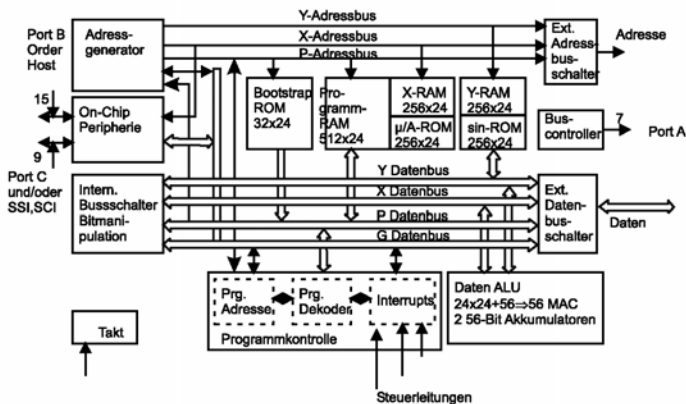 Y-Adressbus
X-Adressbus
P-Adressbus
Port B
Order
Host
Adress-
generator
Ext.
Adress-
bus-
schalter
Adresse
15
On-Chip
Peripherie
9
Bootstrap
ROM
32x24
Pro-
gramm-
RAM
512x24
X-RAM
256x24
µ/A-ROM
256x24
Y-RAM
256x24
sin-ROM
256x24
Bus-
controller
7
Port A
Port C
und/oder
SSI,SCI
Intern.
Bussschalter
Bitmani-
pulation
Y Datenbus
X Datenbus
P Datenbus
G Datenbus
Ext.
Daten-
bus-
schalter
Daten
Prg.
Adresse
Prg.
Dekoder
Interrupts
Programmkontrolle
Daten ALU
24x24+56⇒56 MAC
2 56-Bit Akkumulatoren
Takt
Steuerleitungen